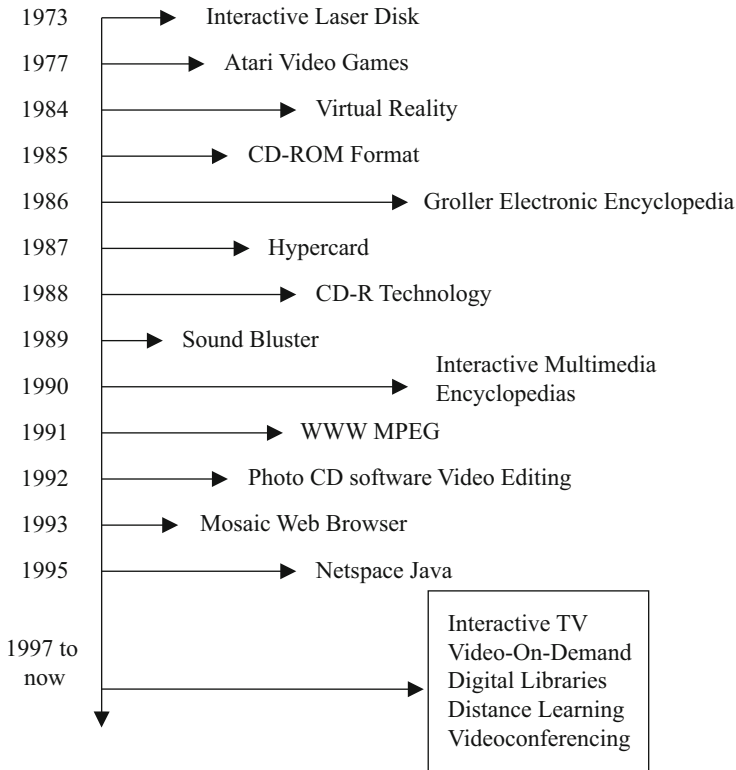 1973 Interactive Laser Disk
1977 Atari Video Games
1984 Virtual Reality
1985 CD-ROM Format
1986 Groller Electronic Encyclopedia
1987 Hypercard
1988 CD-R Technology
1989 Sound Bluster
1990 Interactive Multimedia
Encyclopedias
1991 WWW MPEG
1992 Photo CD software Video Editing
1993 Mosaic Web Browser
1995 Netspace Java
1997 to
now
Interactive TV
Video-On-Demand
Digital Libraries
Distance Learning
Videoconferencing